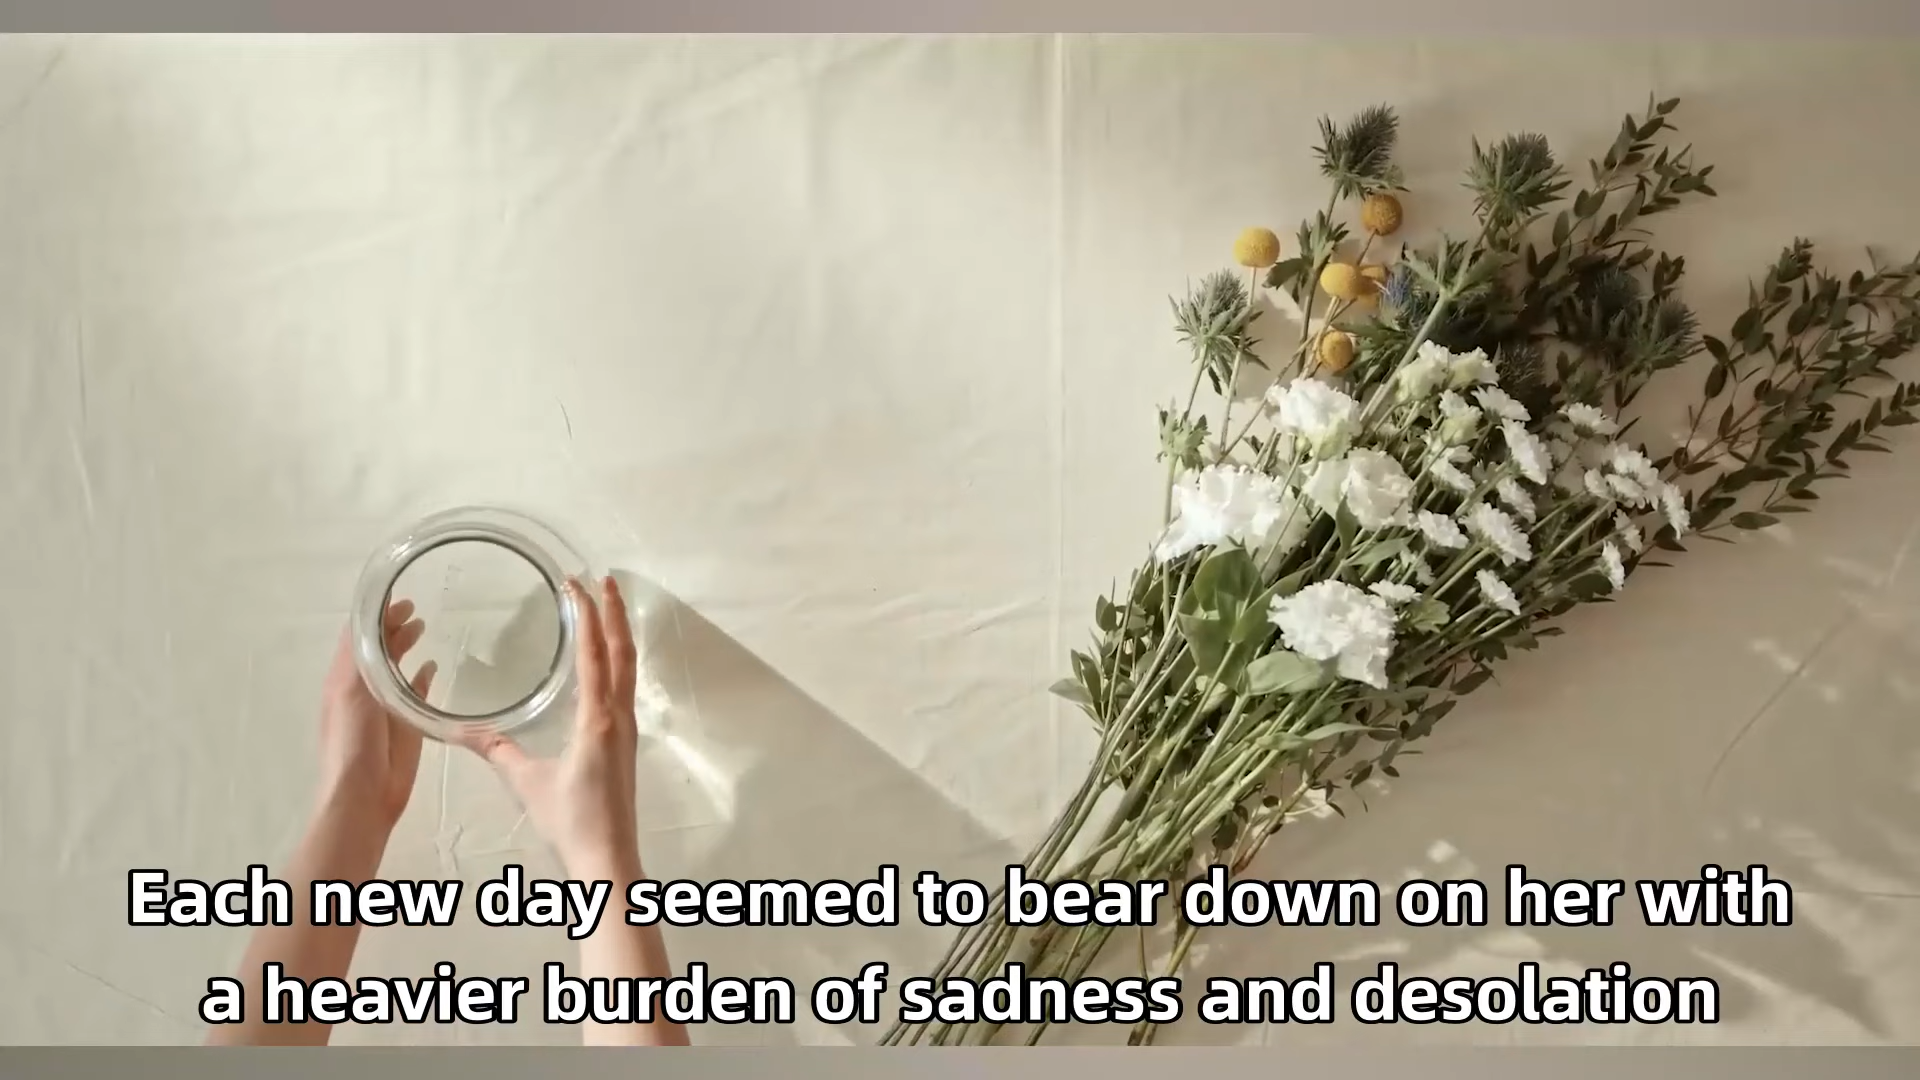 Each new day seemed to bear down on her with
a heavier burden of sadness and desolation